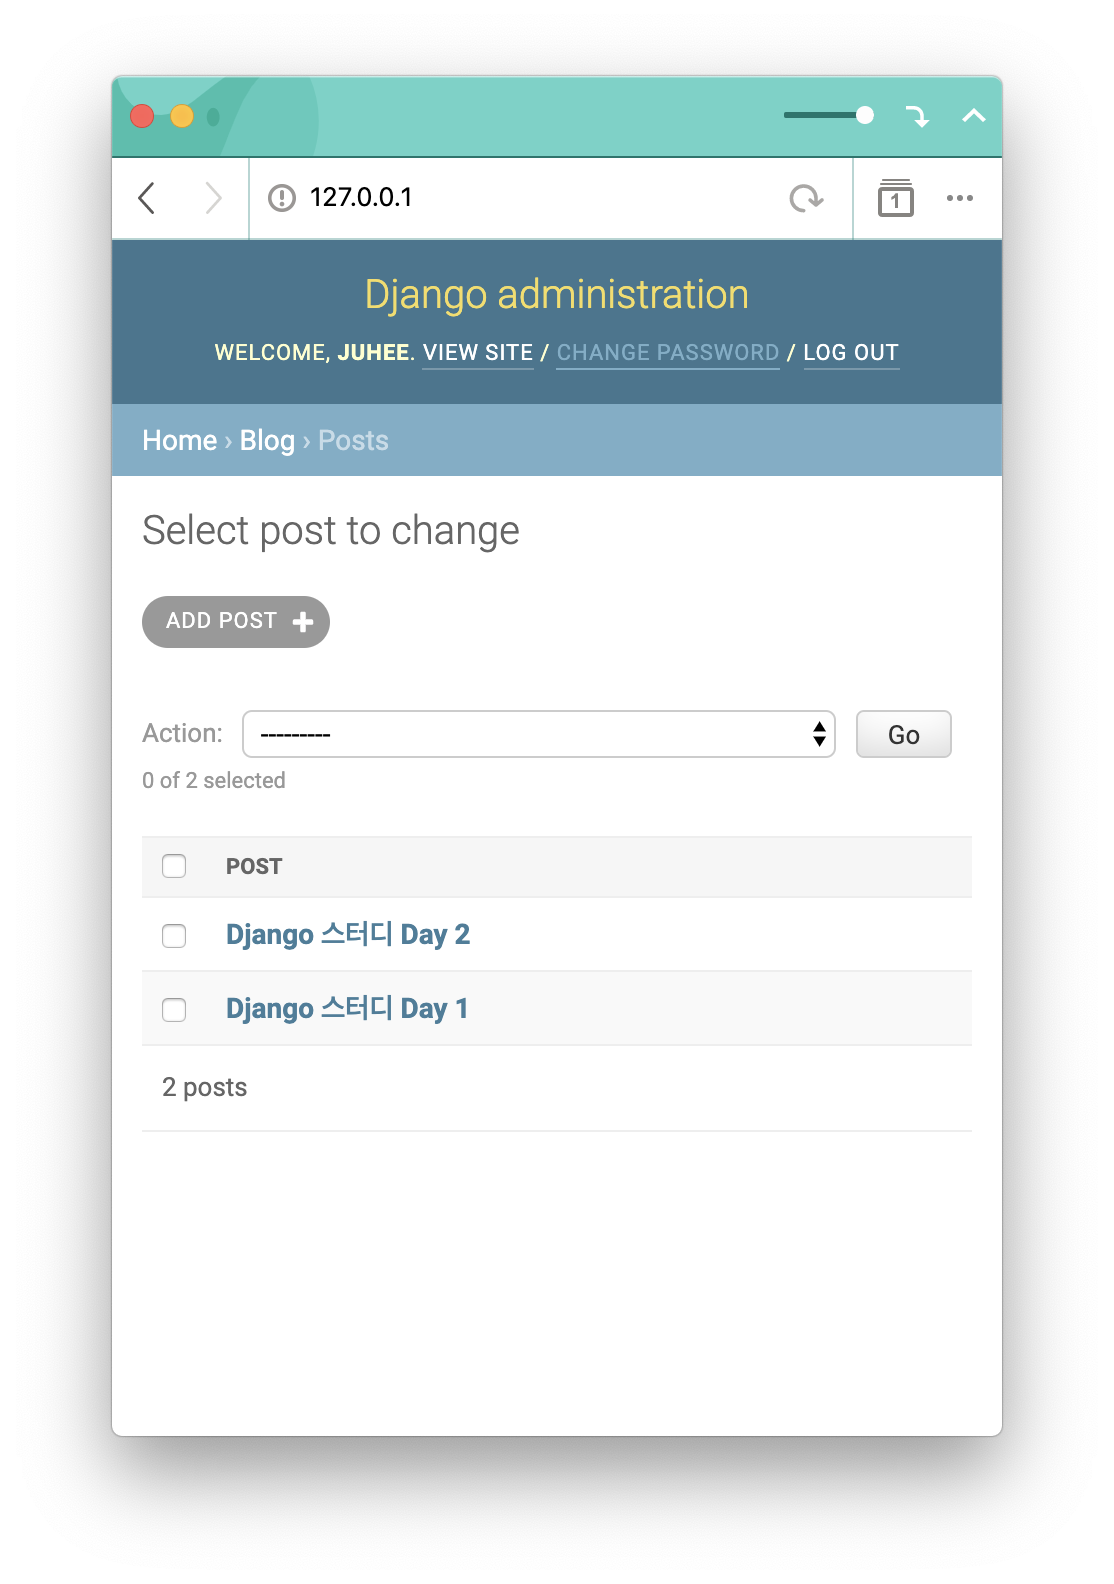 127.0.0.1
1
Django administration
WELCOME, JUHEE. VIEW SITE / CHANGE PASSWORD / LOG OUT
Home › Blog › Posts
Select post to change
ADD POST +
Action: --------- Go
0 of 2 selected
POST
Django 스터디 Day 2
Django 스터디 Day 1
2 posts